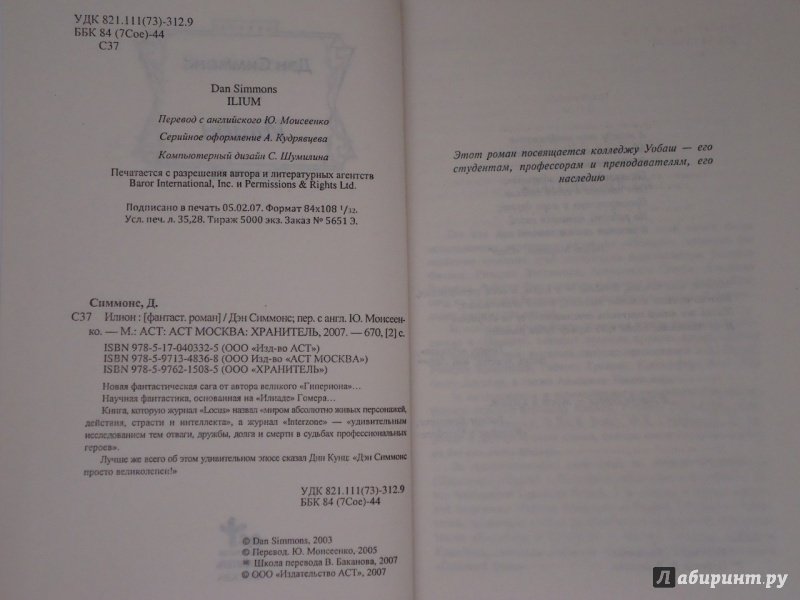 УДК 821.111(73)-312.9
ББК 84 (7Сое)-44
С37
Dan Simmons
ILIUM
Перевод с английского Ю. Моисеенко
Серийное оформление А. Кудрявцева
Компьютерный дизайн С. Шумилина
Печатается с разрешения автора и литературных агентств
Baror International, Inc. и Permissions & Rights Ltd.
Подписано в печать 05.02.07. Формат 84x108 1/32.
Усл. печ. л. 35,28. Тираж 5000 экз. Заказ № 5651 Э.
Симмонс, Д.
С37 Илион : [фантаст. роман] / Дэн Симмонс; пер. с англ. Ю. Моисеен-
ко. — М.: АСТ: АСТ МОСКВА: ХРАНИТЕЛЬ, 2007. — 670, [2] с.
ISBN 978-5-17-040332-5 (ООО «Изд-во АСТ»)
ISBN 978-5-9713-4836-8 (ООО Изд-во «АСТ МОСКВА»)
ISBN 978-5-9762-1508-5 (ООО «ХРАНИТЕЛЬ»)
Новая фантастическая сага от автора великого «Гипериона»...
Научная фантастика, основанная на «Илиаде» Гомера...
Книга, которую журнал «Locus» назвал «миром абсолютно живых персонажей,
действия, страсти и интеллекта», а журнал «Interzone» — «удивительным
исследованием тем отваги, дружбы, долга и смерти в судьбах профессиональных
героев».
Лучше же всего об этом удивительном эпосе сказал Дин Кунц: «Дэн Симмонс
просто великолепен!»
УДК 821.111(73)-312.9
ББК 84 (7Сое)-44
© Dan Simmons, 2003
© Перевод. Ю. Моисеенко, 2005
Школа перевода В. Баканова, 2007
© ООО «Издательство АСТ», 2007
Этот роман посвящается колледжу Уобаш — его
студентам, профессорам и преподавателям, его
наследию
Лабиринт.ру